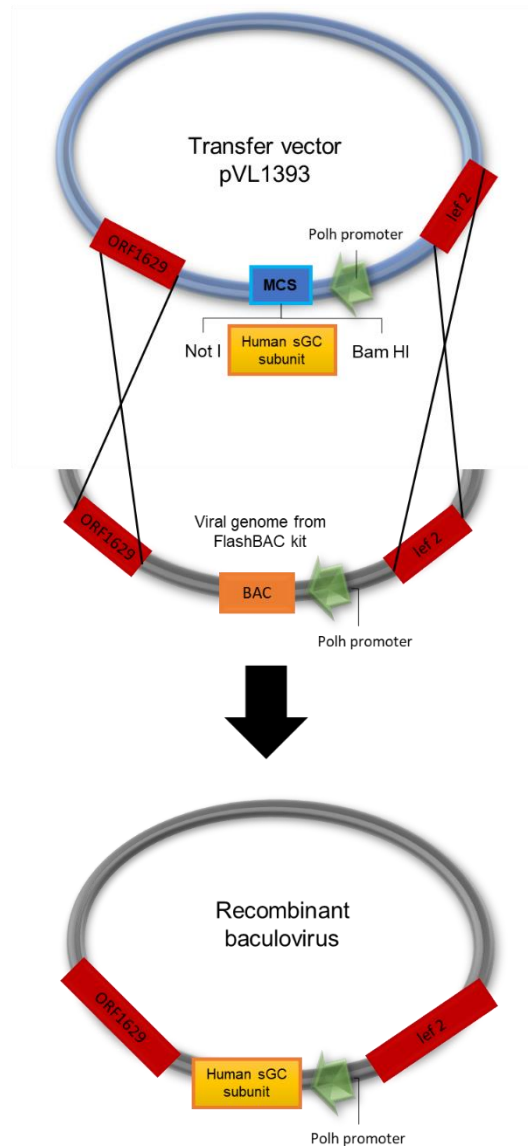 Transfer vector
pVL1393
lef 2
ORF1629
Polh promoter
MCS
Not I
Human sGC
subunit
Bam HI
Viral genome from
FlashBAC kit
ORF1629
lef 2
BAC
Polh promoter
Recombinant
baculovirus
ORF1629
lef 2
Human sGC
subunit
Polh promoter